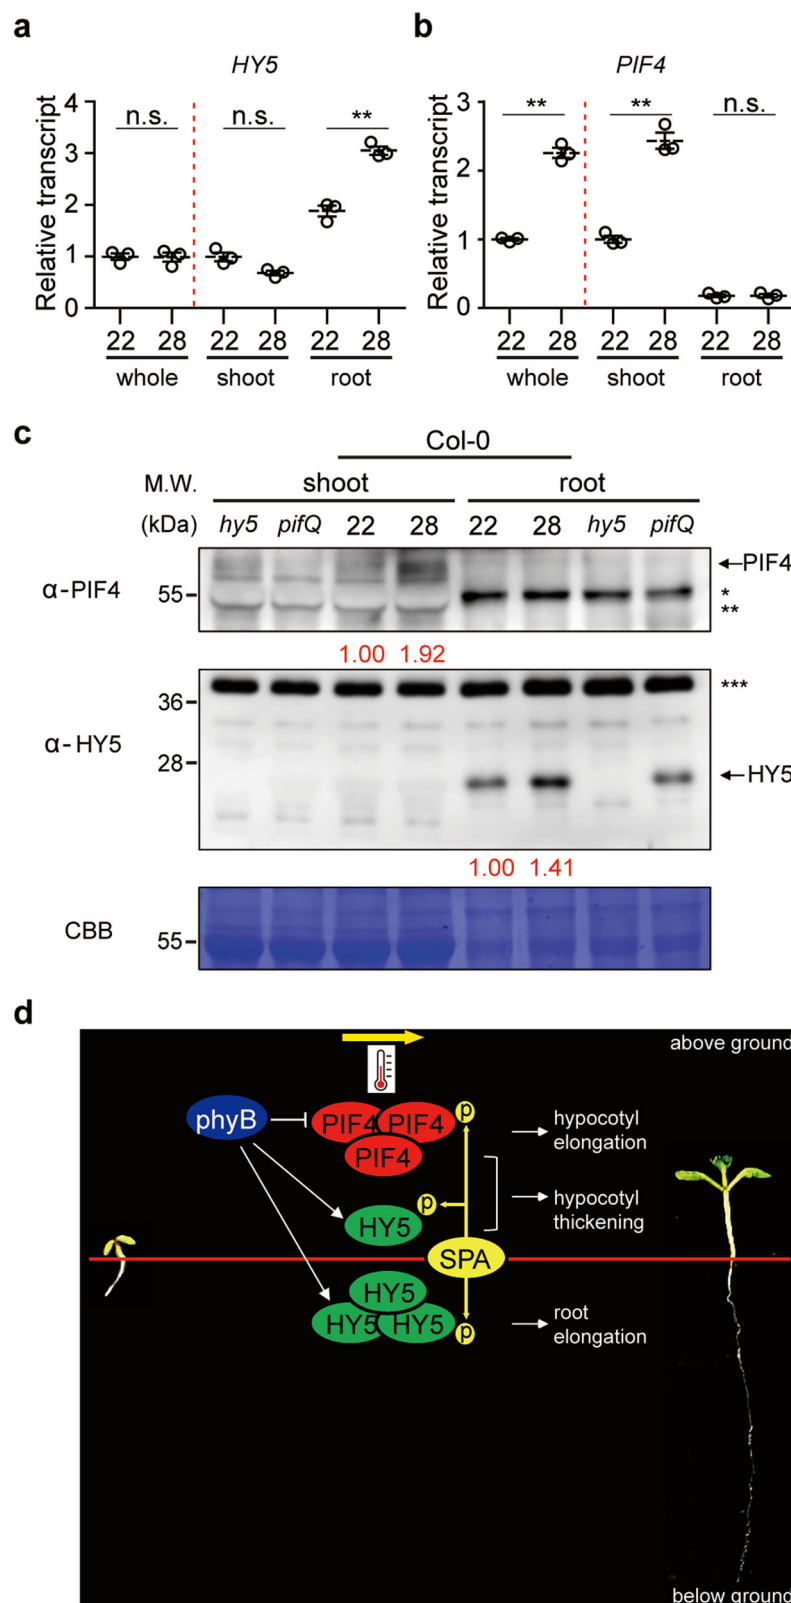 a
HY5
Relative transcript
4
3
2
1
0
n.s.
n.s.
**
22 28 22 28 22 28
whole shoot root
b
PIF4
Relative transcript
3
2
1
0
**
**
n.s.
22 28 22 28 22 28
whole shoot root
c
Col-0
M.W. shoot root
(kDa) hy5 pifQ 22 28 22 28 hy5 pifQ
PIF4
α-PIF4 55 *
**
1.00 1.92
***
36
α-HY5
28
HY5
1.00 1.41
CBB 55
d
above ground
phyB PIF4 PIF4 p hypocotyl
elongation
PIF4
p hypocotyl
thickening
HY5
SPA
HY5
HY5 HY5 p root
elongation
below ground